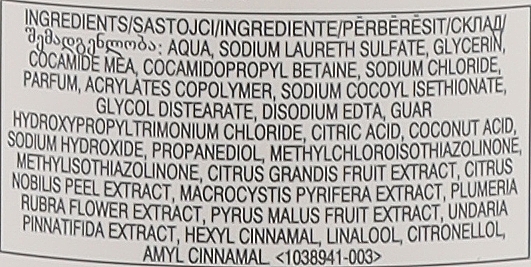 INGREDIENTS/SASTOJCI/INGREDIENTE/PËRBËRËSIT/СКЛАД/
შემადგენლობა: AQUA, SODIUM LAURETH SULFATE, GLYCERIN,
COCAMIDE MEA, COCAMIDOPROPYL BETAINE, SODIUM CHLORIDE,
PARFUM, ACRYLATES COPOLYMER, SODIUM COCOYL ISETHIONATE,
GLYCOL DISTEARATE, DISODIUM EDTA, GUAR
HYDROXYPROPYLTRIMONIUM CHLORIDE, CITRIC ACID, COCONUT ACID,
SODIUM HYDROXIDE, PROPANEDIOL, METHYLCHLOROISOTHIAZOLINONE,
METHYLISOTHIAZOLINONE, CITRUS GRANDIS FRUIT EXTRACT, CITRUS
NOBILIS PEEL EXTRACT, MACROCYSTIS PYRIFERA EXTRACT, PLUMERIA
RUBRA FLOWER EXTRACT, PYRUS MALUS FRUIT EXTRACT, UNDARIA
PINNATIFIDA EXTRACT, HEXYL CINNAMAL, LINALOOL, CITRONELLOL,
AMYL CINNAMAL <1038941-003>